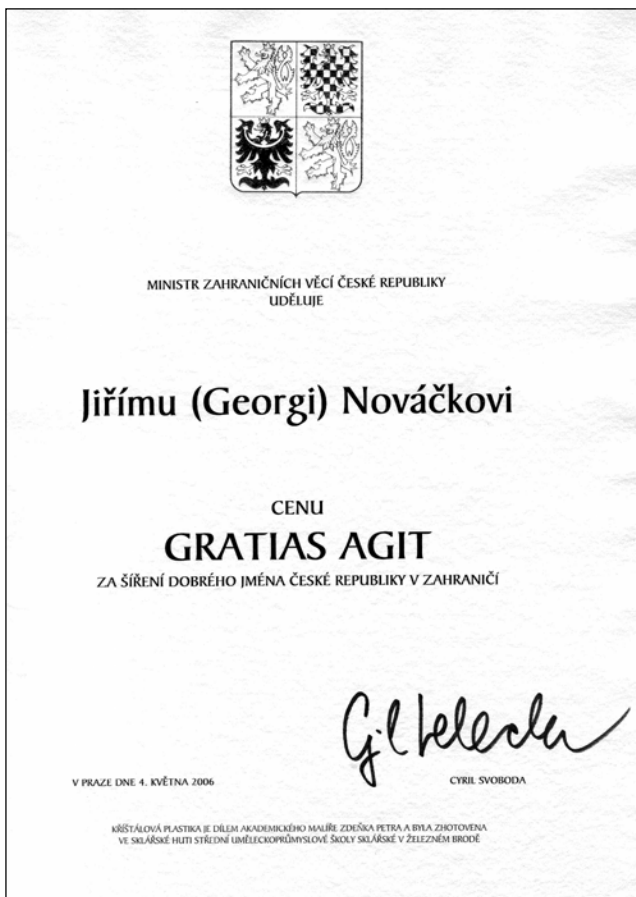 MINISTR ZAHRANIČNÍCH VĚCÍ ČESKÉ REPUBLIKY
UDĚLUJE
Jiřímu (Georgi) Nováčkovi
CENU
GRATIAS AGIT
ZA ŠÍŘENÍ DOBRÉHO JMÉNA ČESKÉ REPUBLIKY V ZAHRANIČÍ
V PRAZE DNE 4. KVĚTNA 2006
CYRIL SVOBODA
KŘIŠTÁLOVÁ PLASTIKA JE DÍLEM AKADEMICKÉHO MALÍŘE ZDEŇKA PETRA A BYLA ZHOTOVENA
VE SKLÁŘSKÉ HUTI STŘEDNÍ UMĚLECKOPRŮMYSLOVÉ ŠKOLY SKLÁŘSKÉ V ŽELEZNÉM BRODĚ